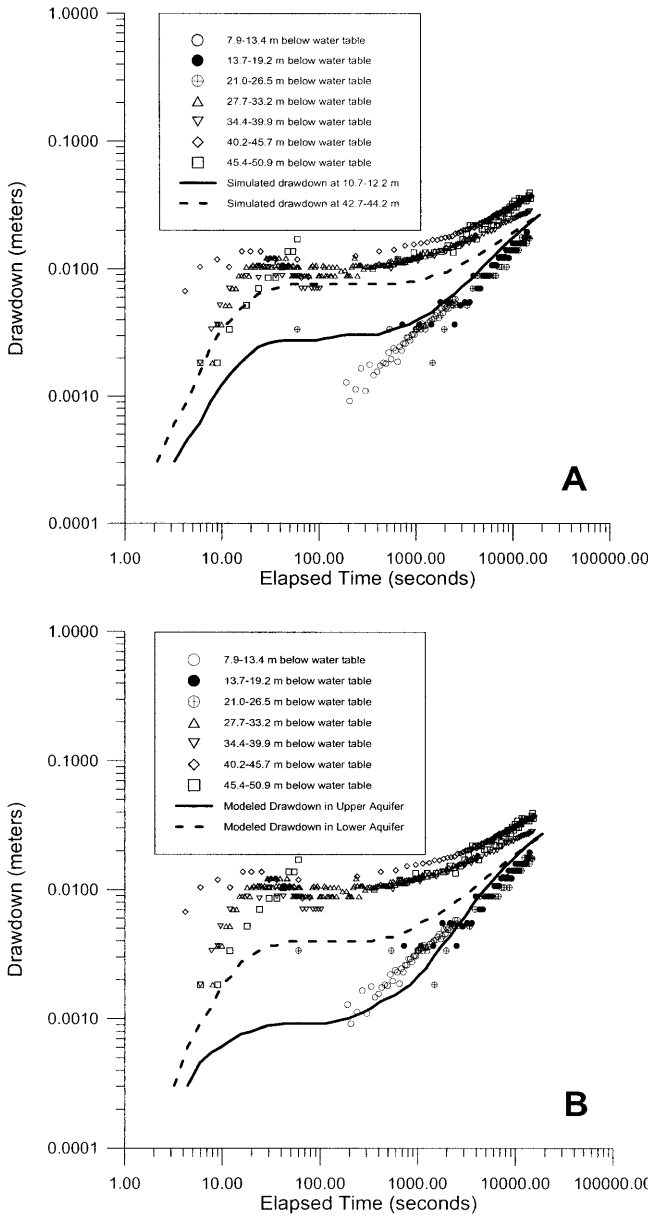 1.0000
0.1000
0.0100
0.0010
0.0001
Drawdown (meters)
7.9-13.4 m below water table
13.7-19.2 m below water table
21.0-26.5 m below water table
27.7-33.2 m below water table
34.4-39.9 m below water table
40.2-45.7 m below water table
45.4-50.9 m below water table
Simulated drawdown at 10.7-12.2 m
Simulated drawdown at 42.7-44.2 m
A
1.00 10.00 100.00 1000.00 10000.00 100000.00
Elapsed Time (seconds)
1.0000
0.1000
0.0100
0.0010
0.0001
Drawdown (meters)
7.9-13.4 m below water table
13.7-19.2 m below water table
21.0-26.5 m below water table
27.7-33.2 m below water table
34.4-39.9 m below water table
40.2-45.7 m below water table
45.4-50.9 m below water table
Modeled Drawdown in Upper Aquifer
Modeled Drawdown in Lower Aquifer
B
1.00 10.00 100.00 1000.00 10000.00 100000.00
Elapsed Time (seconds)